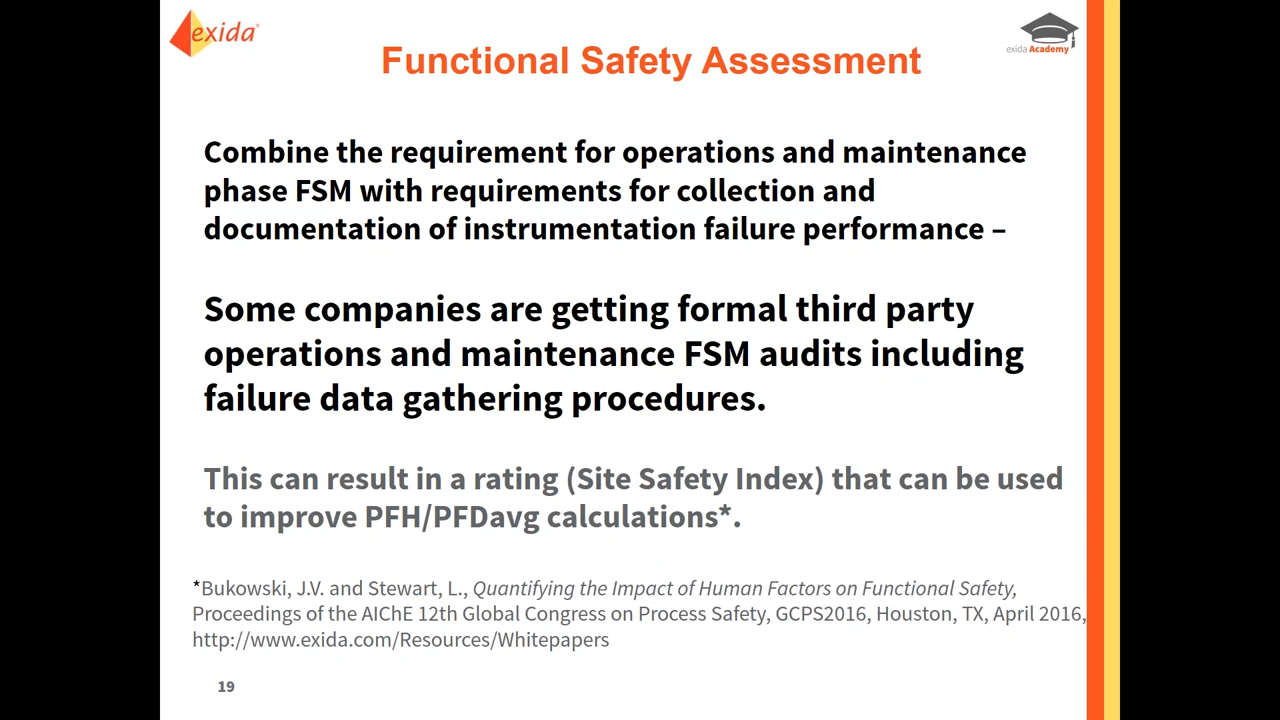 exida
exida Academy
Functional Safety Assessment
Combine the requirement for operations and maintenance
phase FSM with requirements for collection and
documentation of instrumentation failure performance –
Some companies are getting formal third party
operations and maintenance FSM audits including
failure data gathering procedures.
This can result in a rating (Site Safety Index) that can be used
to improve PFH/PFDavg calculations*.
*Bukowski, J.V. and Stewart, L., Quantifying the Impact of Human Factors on Functional Safety,
Proceedings of the AIChE 12th Global Congress on Process Safety, GCPS2016, Houston, TX, April 2016,
http://www.exida.com/Resources/Whitepapers
19